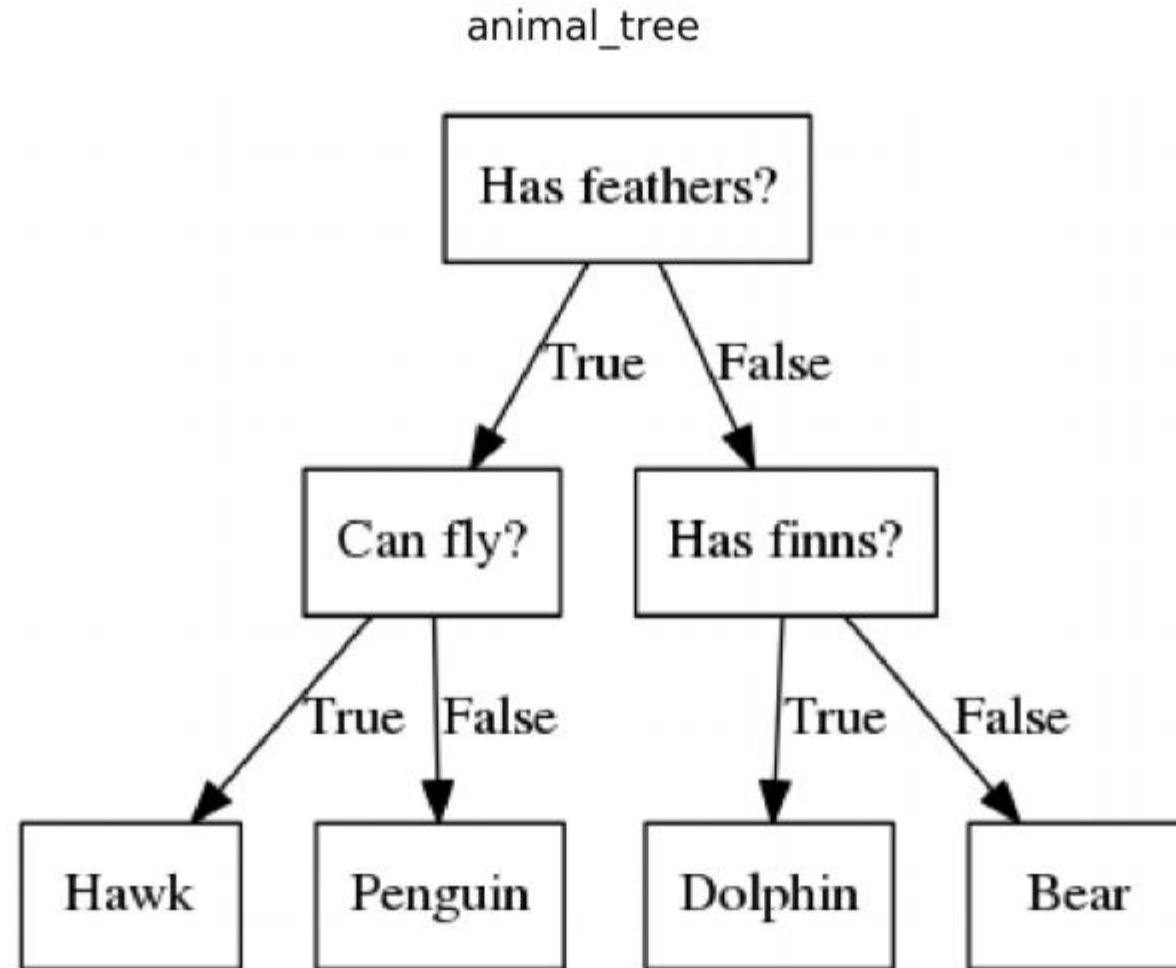 animal_tree
Has feathers?
True False
Can fly? Has finns?
True False True False
Hawk Penguin Dolphin Bear